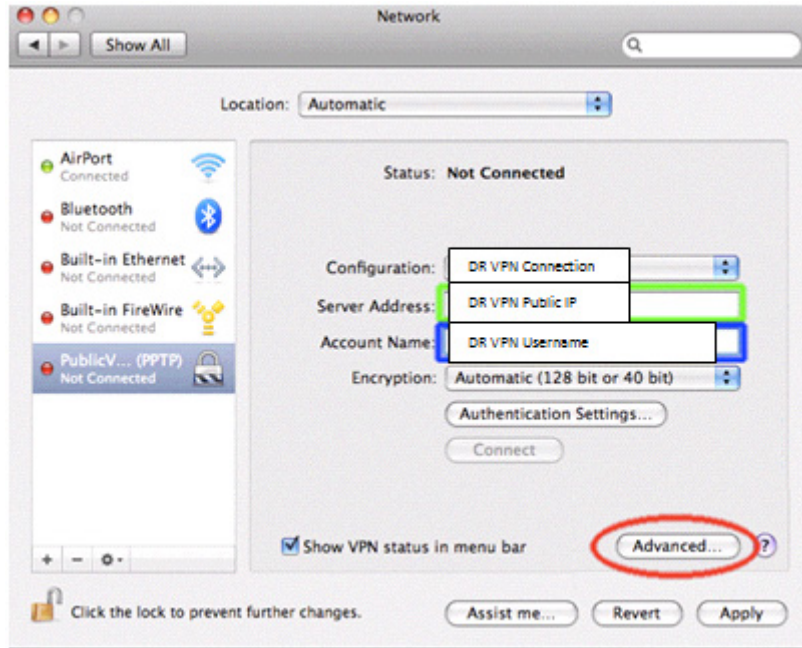 Network
Show All
Location: Automatic
AirPort
Connected
Bluetooth
Not Connected
Built-in Ethernet
Not Connected
Built-in FireWire
Not Connected
PublicV... (PPTP)
Not Connected
Status: Not Connected
Configuration: DR VPN Connection
Server Address: DR VPN Public IP
Account Name: DR VPN Username
Encryption: Automatic (128 bit or 40 bit)
Authentication Settings...
Connect
Show VPN status in menu bar
Advanced... ?
Click the lock to prevent further changes.
Assist me... Revert Apply